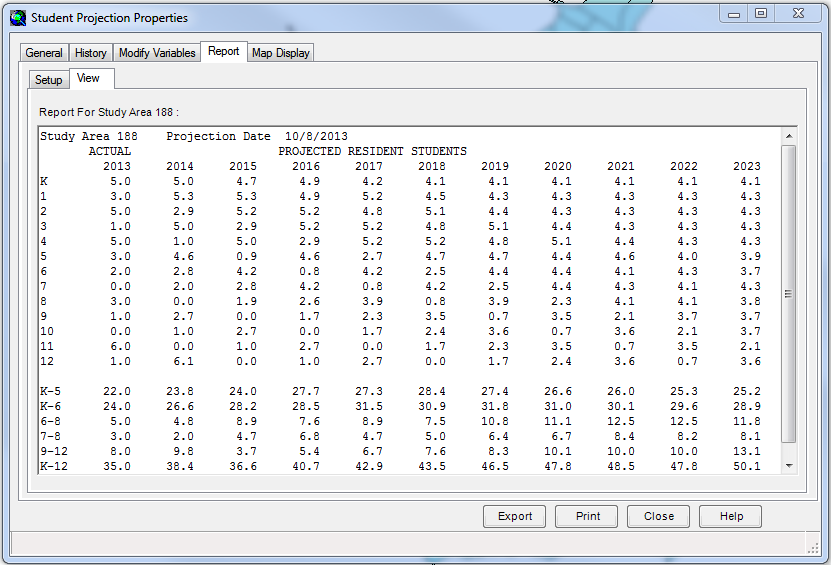 Student Projection Properties
General History Modify Variables Report Map Display
Setup View
Report For Study Area 188 :
Study Area 188 Projection Date 10/8/2013
ACTUAL PROJECTED RESIDENT STUDENTS
2013 2014 2015 2016 2017 2018 2019 2020 2021 2022 2023
K 5.0 5.0 4.7 4.9 4.2 4.1 4.1 4.1 4.1 4.1 4.1
1 3.0 5.3 5.3 4.9 5.2 4.5 4.3 4.3 4.3 4.3 4.3
2 5.0 2.9 5.2 5.2 4.8 5.1 4.4 4.3 4.3 4.3 4.3
3 1.0 5.0 2.9 5.2 5.2 4.8 5.1 4.4 4.3 4.3 4.3
4 5.0 1.0 5.0 2.9 5.2 5.2 4.8 5.1 4.4 4.3 4.3
5 3.0 4.6 0.9 4.6 2.7 4.7 4.7 4.4 4.6 4.0 3.9
6 2.0 2.8 4.2 0.8 4.2 2.5 4.4 4.4 4.1 4.3 3.7
7 0.0 2.0 2.8 4.2 0.8 4.2 2.5 4.4 4.3 4.1 4.3
8 3.0 0.0 1.9 2.6 3.9 0.8 3.9 2.3 4.1 4.1 3.8
9 1.0 2.7 0.0 1.7 2.3 3.5 0.7 3.5 2.1 3.7 3.7
10 0.0 1.0 2.7 0.0 1.7 2.4 3.6 0.7 3.6 2.1 3.7
11 6.0 0.0 1.0 2.7 0.0 1.7 2.3 3.5 0.7 3.5 2.1
12 1.0 6.1 0.0 1.0 2.7 0.0 1.7 2.4 3.6 0.7 3.6
K-5 22.0 23.8 24.0 27.7 27.3 28.4 27.4 26.6 26.0 25.3 25.2
K-6 24.0 26.6 28.2 28.5 31.5 30.9 31.8 31.0 30.1 29.6 28.9
6-8 5.0 4.8 8.9 7.6 8.9 7.5 10.8 11.1 12.5 12.5 11.8
7-8 3.0 2.0 4.7 6.8 4.7 5.0 6.4 6.7 8.4 8.2 8.1
9-12 8.0 9.8 3.7 5.4 6.7 7.6 8.3 10.1 10.0 10.0 13.1
K-12 35.0 38.4 36.6 40.7 42.9 43.5 46.5 47.8 48.5 47.8 50.1
Export Print Close Help